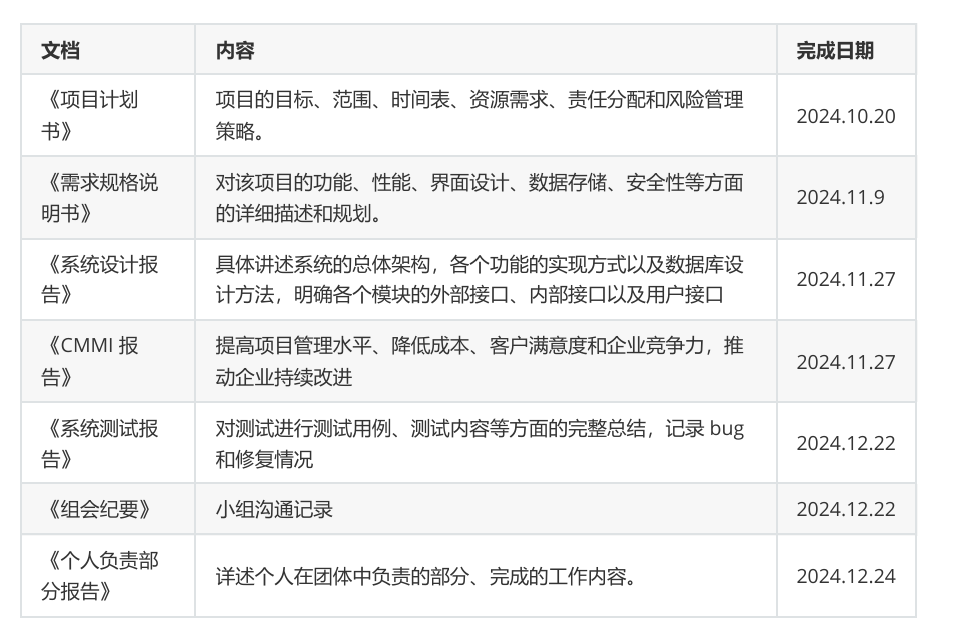 文档 内容 完成日期
《项目计划
书》
项目的目标、范围、时间表、资源需求、责任分配和风险管理
策略。
2024.10.20
《需求规格说
明书》
对该项目的功能、性能、界面设计、数据存储、安全性等方面
的详细描述和规划。
2024.11.9
《系统设计报
告》
具体讲述系统的总体架构，各个功能的实现方式以及数据库设
计方法，明确各个模块的外部接口、内部接口以及用户接口
2024.11.27
《CMMI 报
告》
提高项目管理水平、降低成本、客户满意度和企业竞争力，推
动企业持续改进
2024.11.27
《系统测试报
告》
对测试进行测试用例、测试内容等方面的完整总结，记录 bug
和修复情况
2024.12.22
《组会纪要》
小组沟通记录
2024.12.22
《个人负责部
分报告》
详述个人在团体中负责的部分、完成的工作内容。
2024.12.24